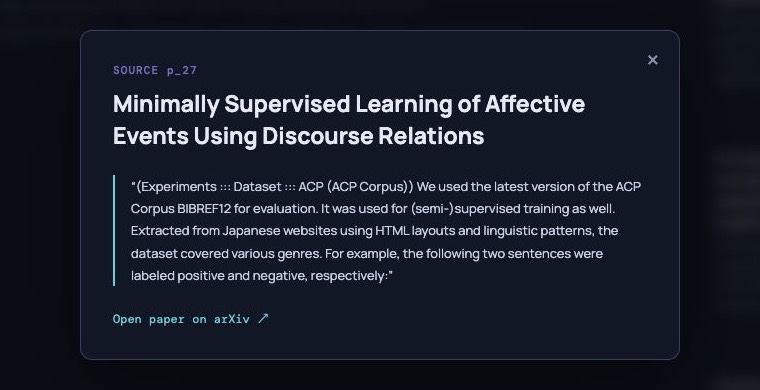 SOURCE p_27
×
Minimally Supervised Learning of Affective
Events Using Discourse Relations
"(Experiments ::: Dataset ::: ACP (ACP Corpus)) We used the latest version of the ACP
Corpus BIBREF12 for evaluation. It was used for (semi-)supervised training as well.
Extracted from Japanese websites using HTML layouts and linguistic patterns, the
dataset covered various genres. For example, the following two sentences were
labeled positive and negative, respectively:"
Open paper on arXiv ↗